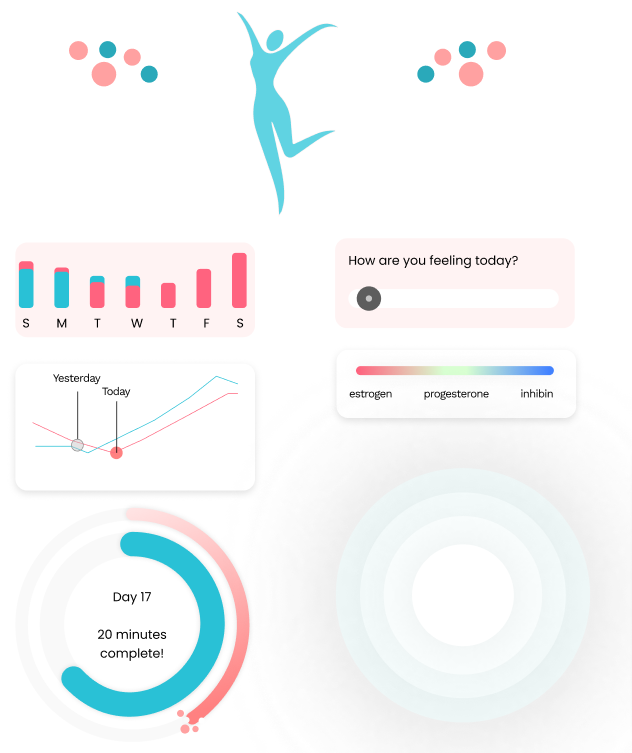 S M T W T F S
How are you feeling today?
Yesterday
Today
estrogen progesterone inhibin
Day 17
20 minutes
complete!